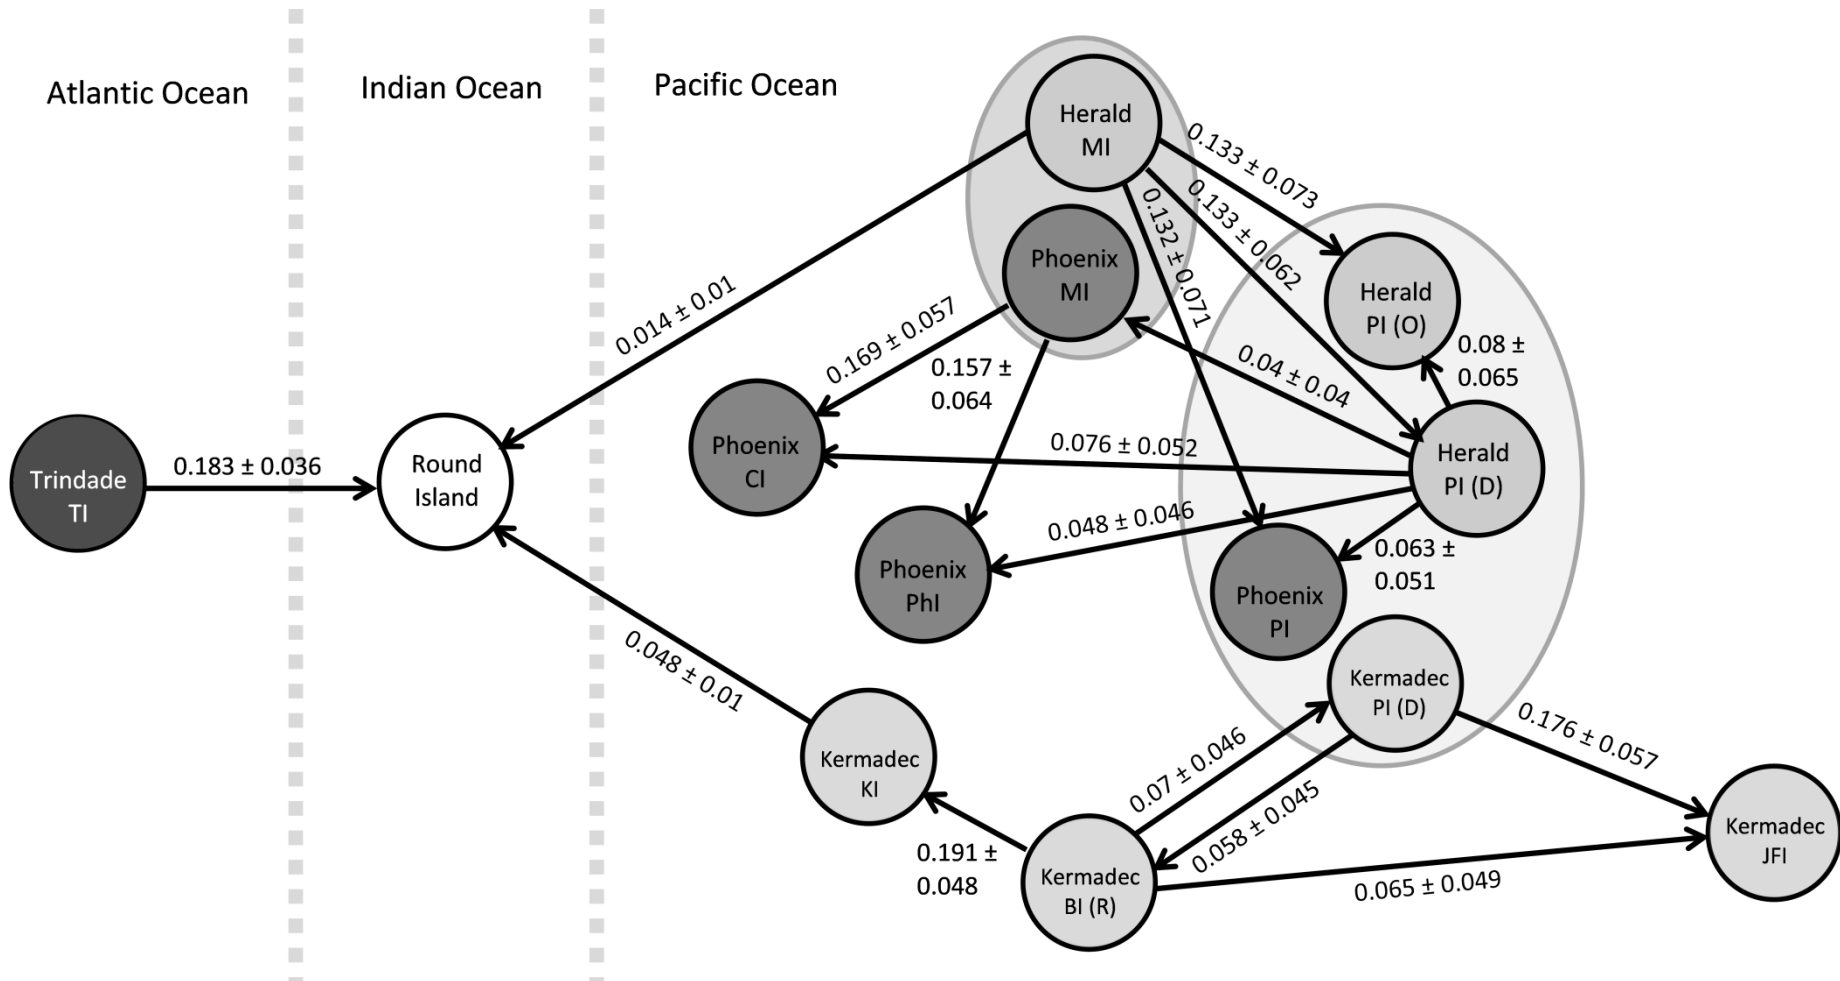 Atlantic Ocean
Indian Ocean
Pacific Ocean
Herald
MI
0.133 ± 0.073
0.133 ± 0.062
0.132 ± 0.071
0.014 ± 0.01
Phoenix
MI
Herald
PI (O)
0.169 ± 0.057
0.157 ±
0.064
0.04 ± 0.04
0.08 ±
0.065
Trindade
TI
0.183 ± 0.036
Round
Island
Phoenix
CI
0.076 ± 0.052
Herald
PI (D)
0.048 ± 0.046
0.063 ±
0.051
Phoenix
PhI
Phoenix
PI
0.048 ± 0.01
Kermadec
PI (D)
0.176 ± 0.057
Kermadec
KI
0.07 ± 0.046
0.058 ± 0.045
0.191 ±
0.048
Kermadec
BI (R)
0.065 ± 0.049
Kermadec
JFI